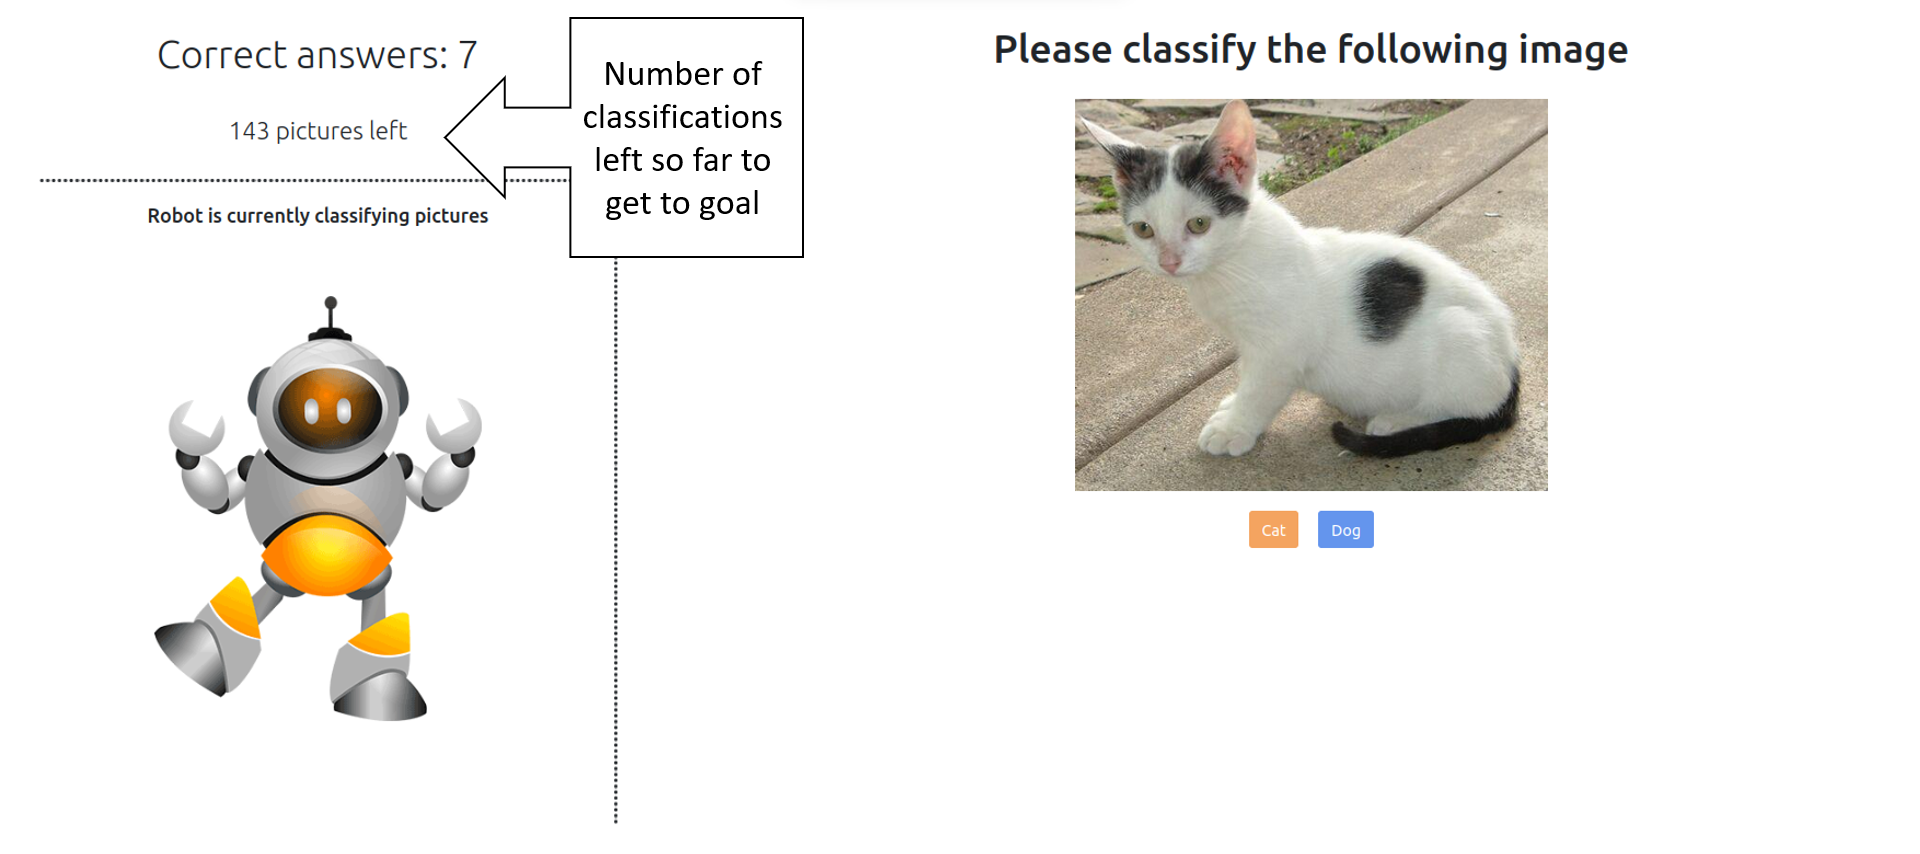 Correct answers: 7
143 pictures left
Robot is currently classifying pictures
Number of
classifications
left so far to
get to goal
Please classify the following image
Cat
Dog